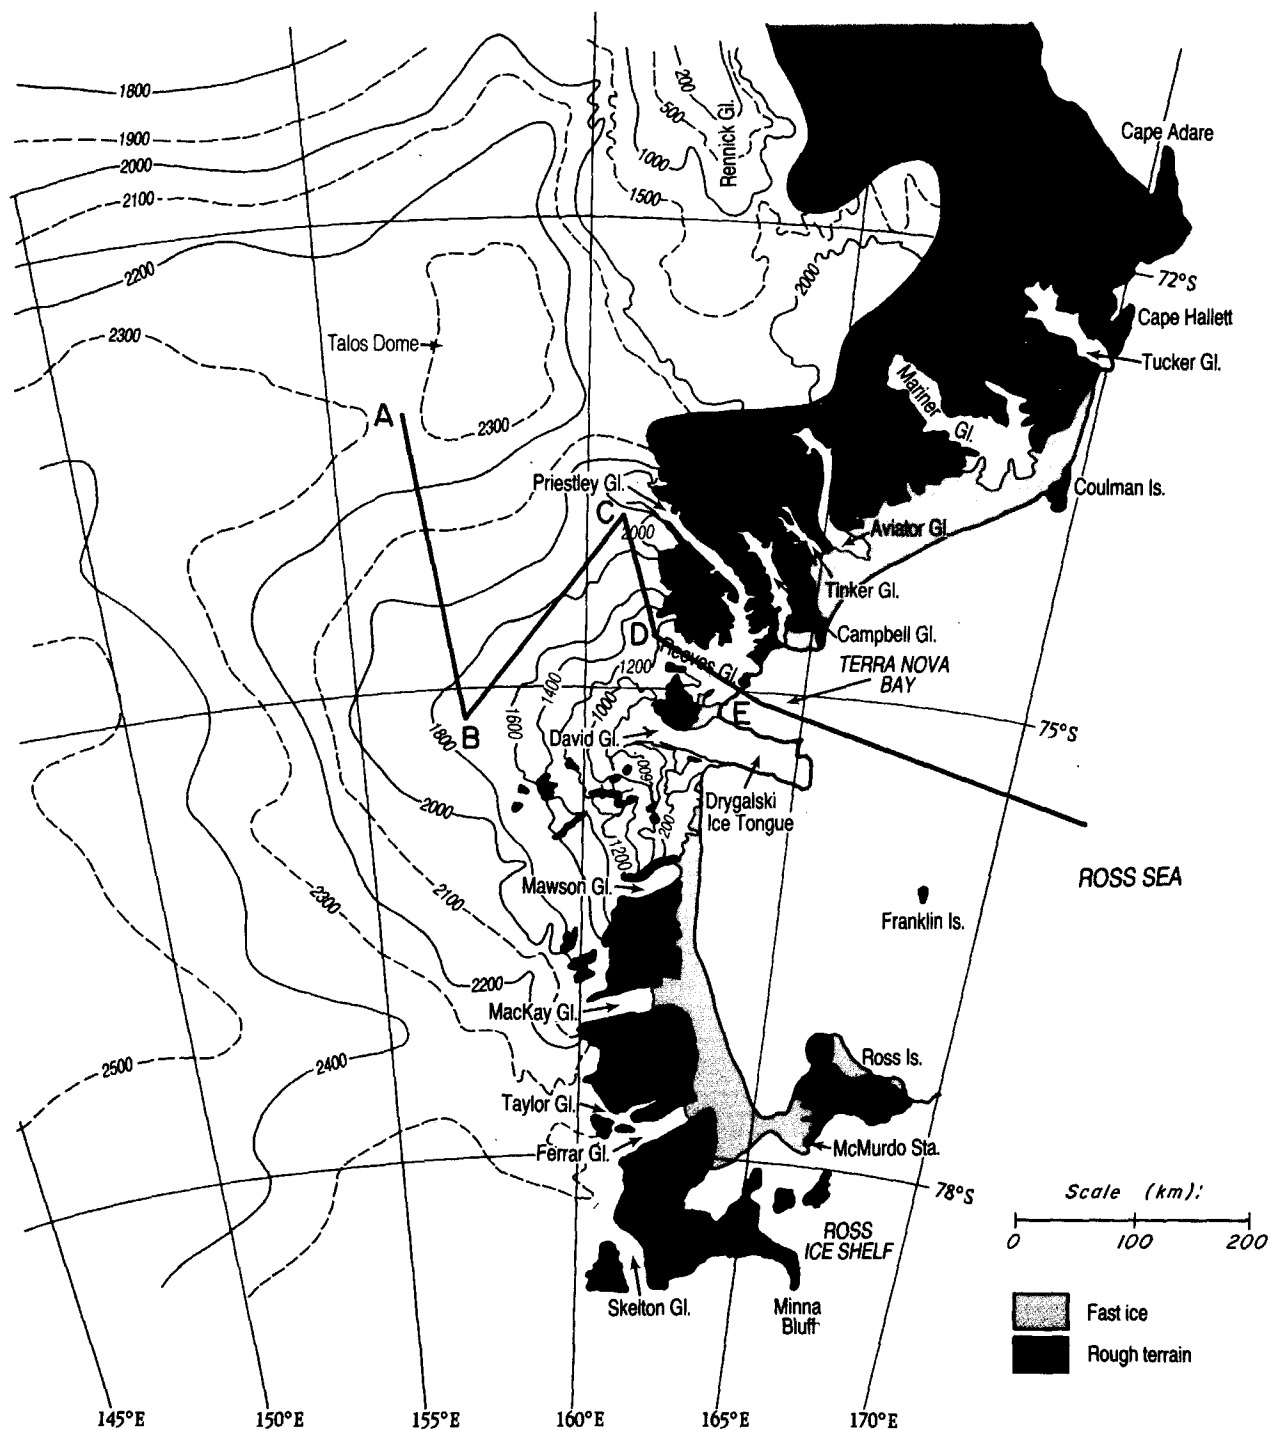 1800
1900
2000
2100
2200
2300
200
500
1000
1500
Rennick Gl.
2000
Cape Adare
72°S
Cape Hallett
Tucker Gl.
Mariner Gl.
Talos Dome
A
2300
Priestley Gl.
C
2000
Coulman Is.
Aviator Gl.
Tinker Gl.
Campbell Gl.
D
Reeves Gl.
TERRA NOVA
BAY
1200
1400
1000
1600
1800
B
E
75°S
David Gl.
600
Drygalski
Ice Tongue
2000
200
1200
ROSS SEA
Mawson Gl.
2100
2300
Franklin Is.
2200
MacKay Gl.
2500
2400
Ross Is.
Taylor Gl.
Ferrar Gl.
McMurdo Sta.
78°S
Scale (km):
0 100 200
ROSS
ICE SHELF
Skelton Gl.
Minna
Bluff
Fast ice
Rough terrain
145°E 150°E 155°E 160°E 165°E 170°E